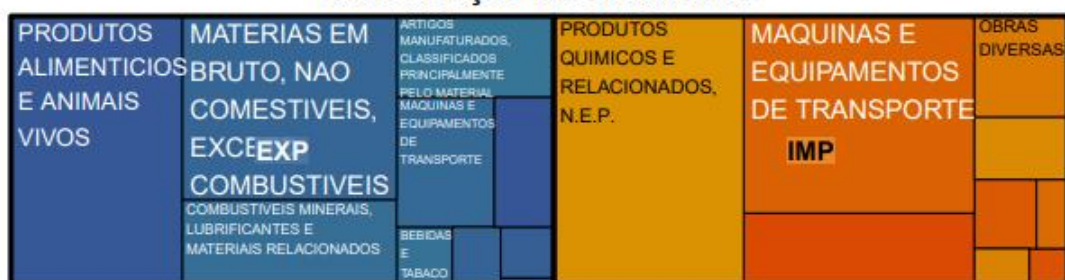 PRODUTOS
ALIMENTICIOS
E ANIMAIS
VIVOS
MATERIAS EM
BRUTO, NAO
COMESTIVEIS,
EXCE
EXP
COMBUSTIVEIS
COMBUSTIVEIS MINERAIS,
LUBRIFICANTES E
MATERIAIS RELACIONADOS
ARTIGOS
MANUFATURADOS,
CLASSIFICADOS
PRINCIPALMENTE
PELO MATERIAL
MAQUINAS E
EQUIPAMENTOS
DE
TRANSPORTE
BEBIDAS
E
TABACO
PRODUTOS
QUIMICOS E
RELACIONADOS,
N.E.P.
MAQUINAS E
EQUIPAMENTOS
DE TRANSPORTE
IMP
OBRAS
DIVERSAS